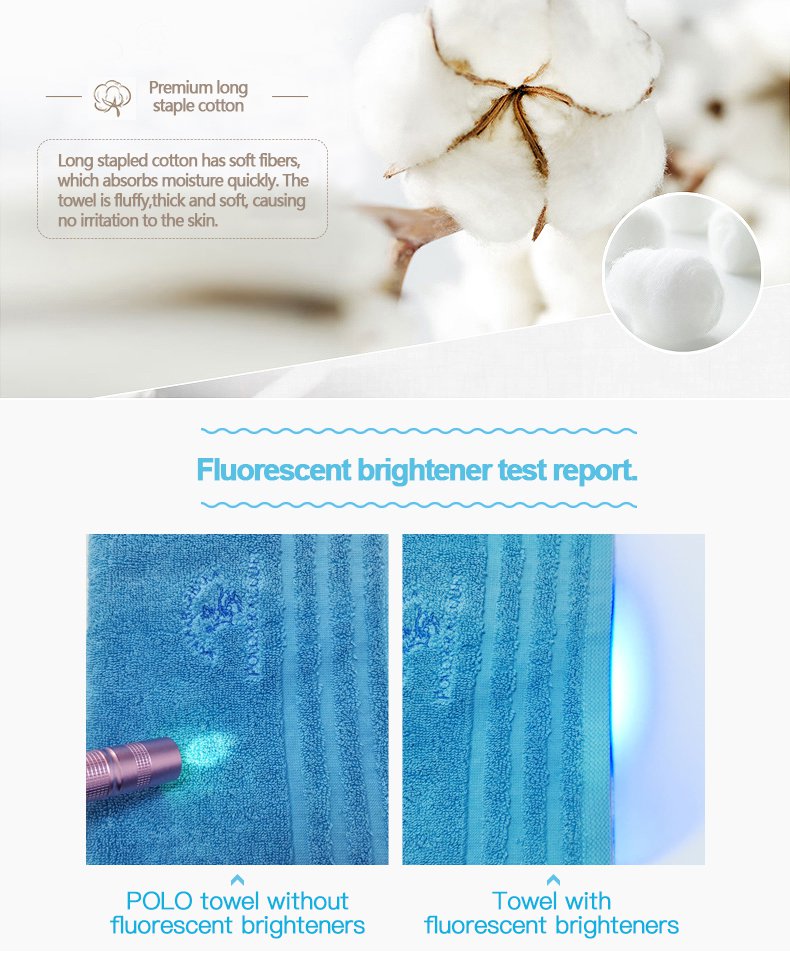 Premium long
staple cotton
Long stapled cotton has soft fibers,
which absorbs moisture quickly. The
towel is fluffy,thick and soft, causing
no irritation to the skin.
Fluorescent brightener test report.
POLO towel without
fluorescent brighteners
Towel with
fluorescent brighteners